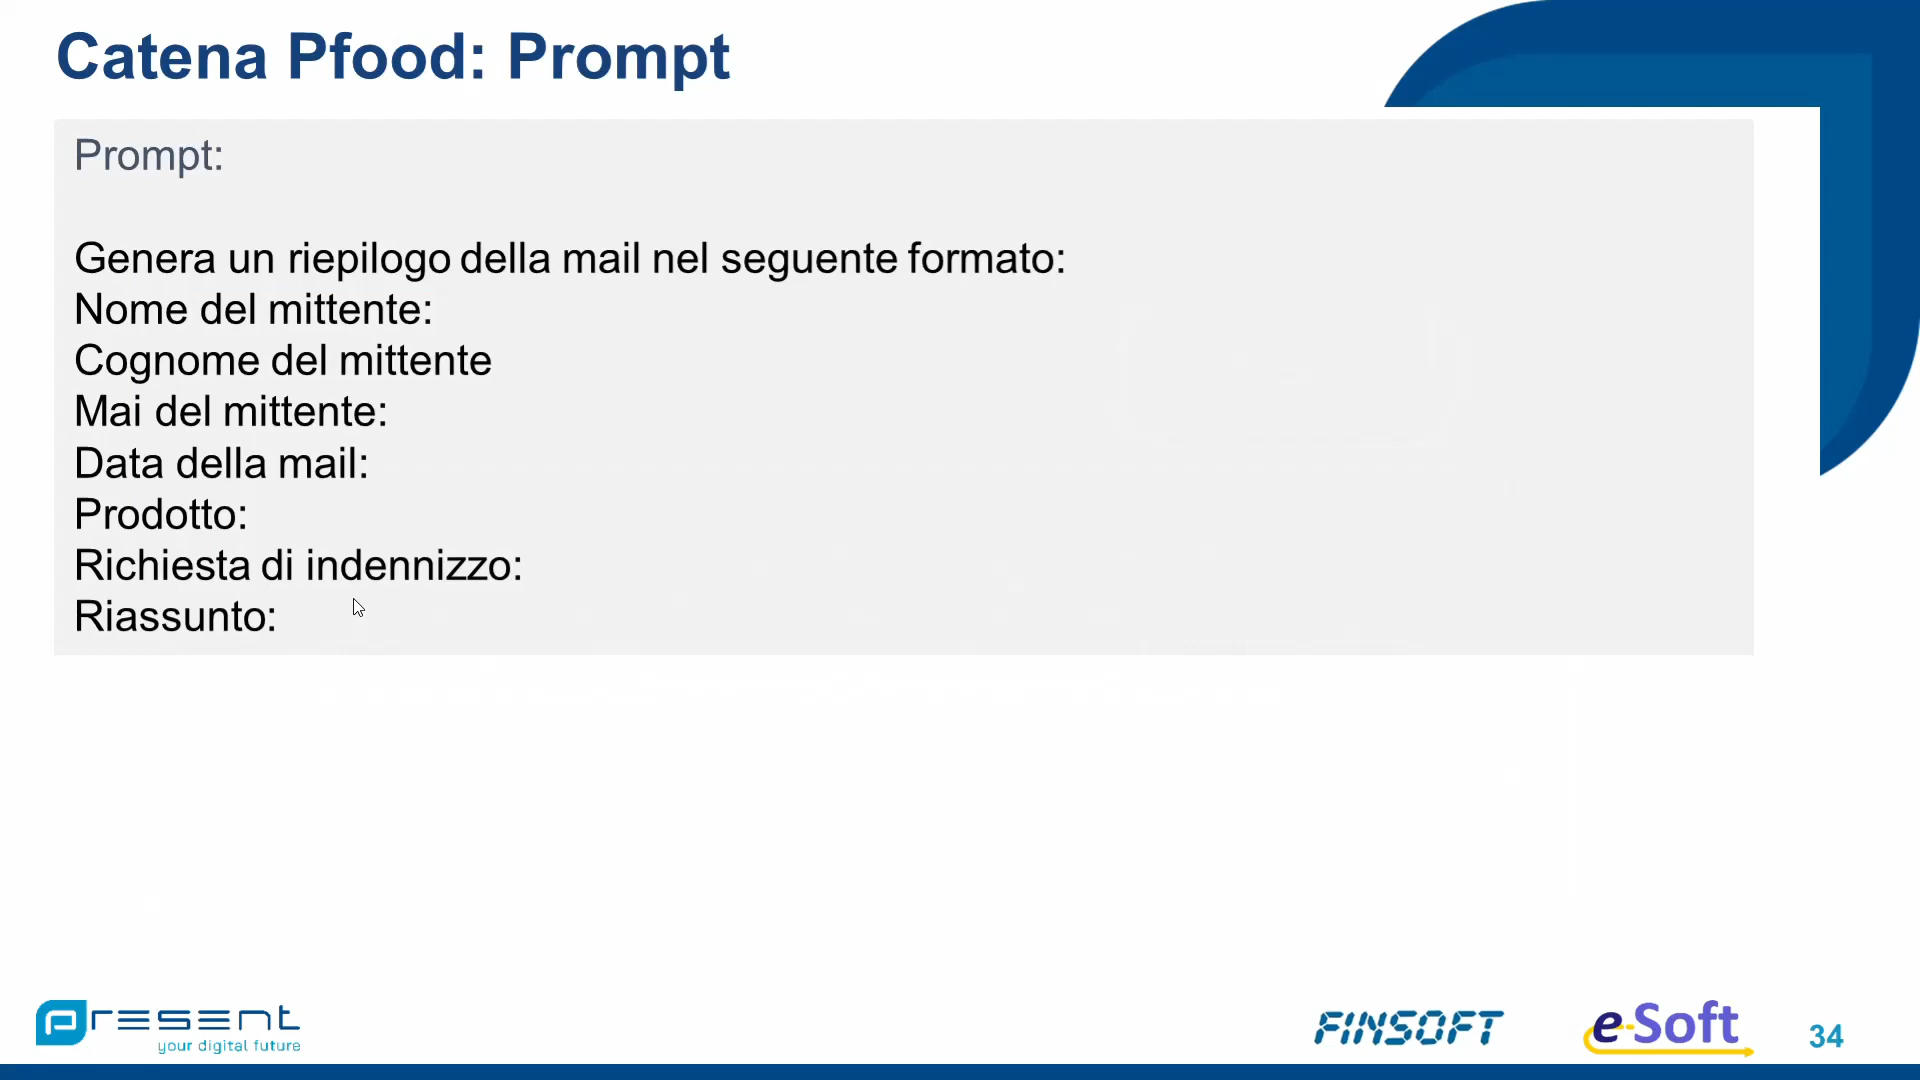 Catena Pfood: Prompt
Prompt:
Genera un riepilogo della mail nel seguente formato:
Nome del mittente:
Cognome del mittente
Mai del mittente:
Data della mail:
Prodotto:
Richiesta di indennizzo:
Riassunto:
present
your digital future
FINSOFT
e-Soft
34